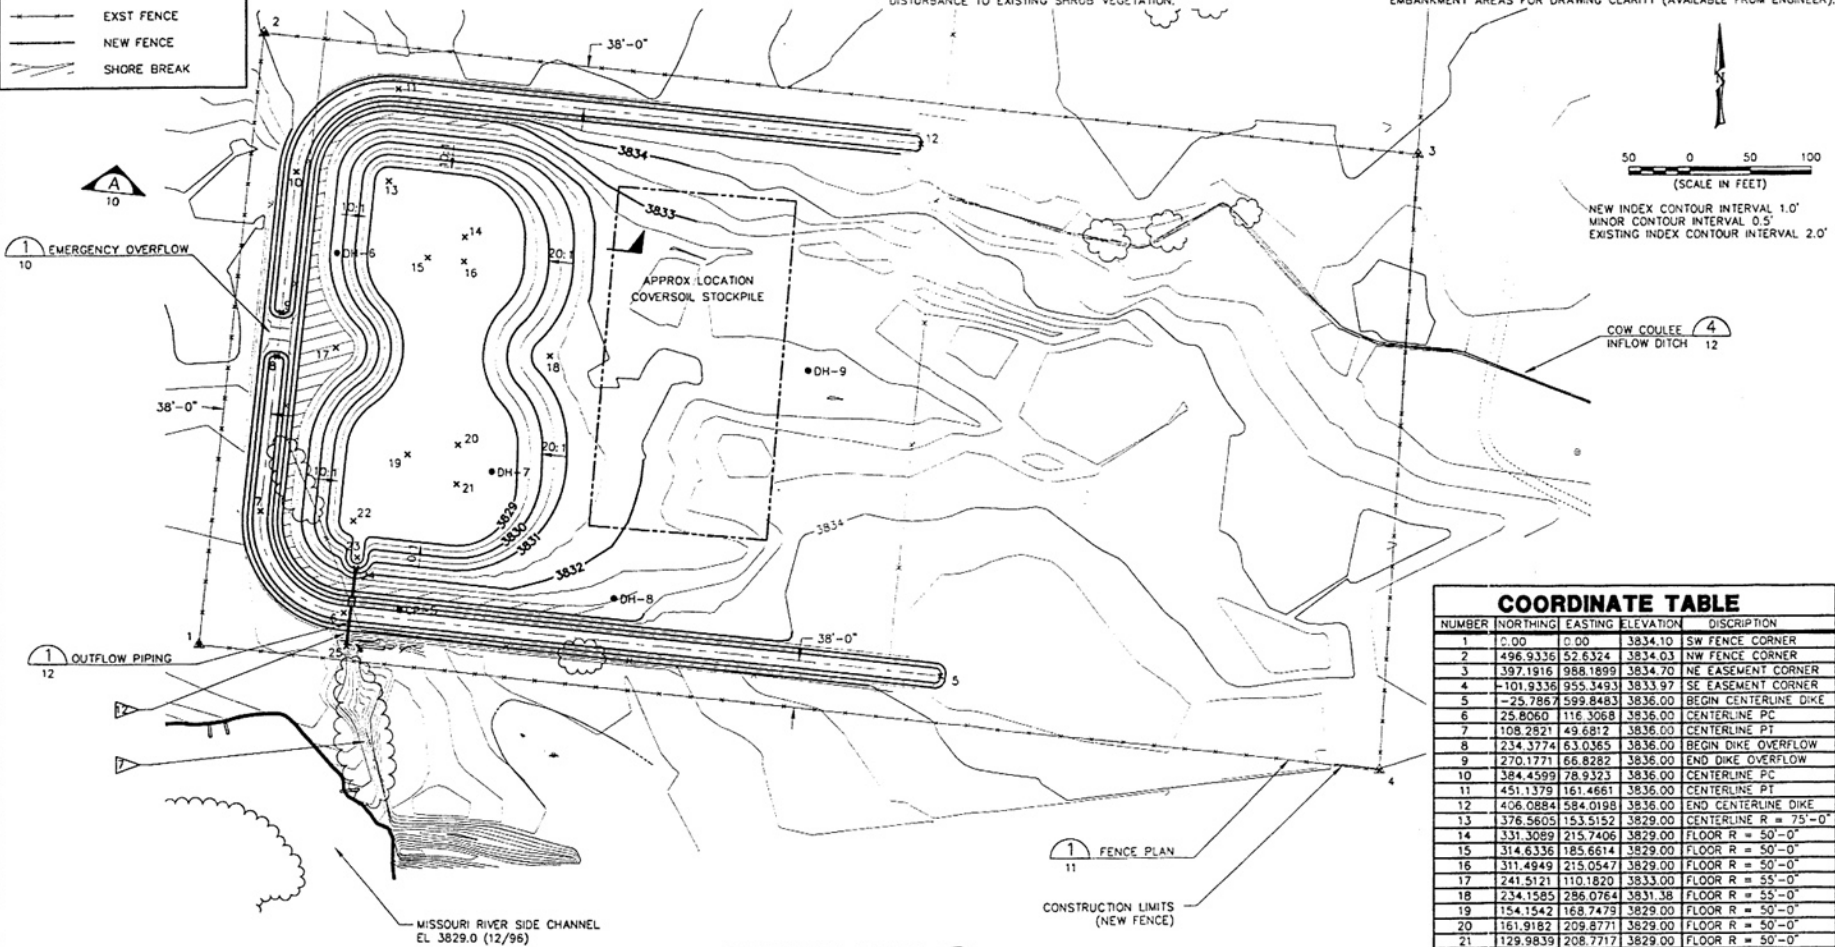 DISTURBANCE TO EXISTING SHRUB VEGETATION.
EMBANKMENT AREAS FOR DRAWING CLARITY (AVAILABLE FROM ENGINEER).
EXST FENCE
NEW FENCE
SHORE BREAK
2
38'-0"
11
12
3
N
50 0 50 100
(SCALE IN FEET)
NEW INDEX CONTOUR INTERVAL 1.0'
MINOR CONTOUR INTERVAL 0.5'
EXISTING INDEX CONTOUR INTERVAL 2.0'
A
10
10
13
3834
3833
10:1
1
10
EMERGENCY OVERFLOW
DH-6
14
15
16
20:1
APPROX LOCATION
COVERSOIL STOCKPILE
9
17
18
8
DH-9
COW COULEE
INFLOW DITCH
4
12
38'-0"
19
20
20:1
10:1
DH-7
21
7
22
3829
3830
3831
3832
3834
23
24
DH-8
6
1
25
38'-0"
5
1
12
OUTFLOW PIPING
12
7
4
1
11
FENCE PLAN
CONSTRUCTION LIMITS
(NEW FENCE)
MISSOURI RIVER SIDE CHANNEL
EL 3829.0 (12/96)
COORDINATE TABLE
NUMBER NORTHING EASTING ELEVATION DISCRIPTION
1 0.00 0.00 3834.10 SW FENCE CORNER
2 496.9336 52.6324 3834.03 NW FENCE CORNER
3 397.1916 988.1899 3834.70 NE EASEMENT CORNER
4 -101.9336 955.3493 3833.97 SE EASEMENT CORNER
5 -25.7867 599.8483 3836.00 BEGIN CENTERLINE DIKE
6 25.8060 116.3068 3836.00 CENTERLINE PC
7 108.2821 49.6812 3836.00 CENTERLINE PT
8 234.3774 63.0365 3836.00 BEGIN DIKE OVERFLOW
9 270.1771 66.8282 3836.00 END DIKE OVERFLOW
10 384.4599 78.9323 3836.00 CENTERLINE PC
11 451.1379 161.4661 3836.00 CENTERLINE PT
12 406.0884 584.0198 3836.00 END CENTERLINE DIKE
13 376.5605 153.5152 3829.00 CENTERLINE R = 75'-0"
14 331.3089 215.7406 3829.00 FLOOR R = 50'-0"
15 314.6336 185.6614 3829.00 FLOOR R = 50'-0"
16 311.4949 215.0547 3829.00 FLOOR R = 50'-0"
17 241.5121 110.1820 3833.00 FLOOR R = 55'-0"
18 234.1585 286.0764 3831.38 FLOOR R = 55'-0"
19 154.1542 168.7479 3829.00 FLOOR R = 50'-0"
20 161.9182 209.8771 3829.00 FLOOR R = 50'-0"
21 129.9839 208.7717 3829.00 FLOOR R = 50'-0"